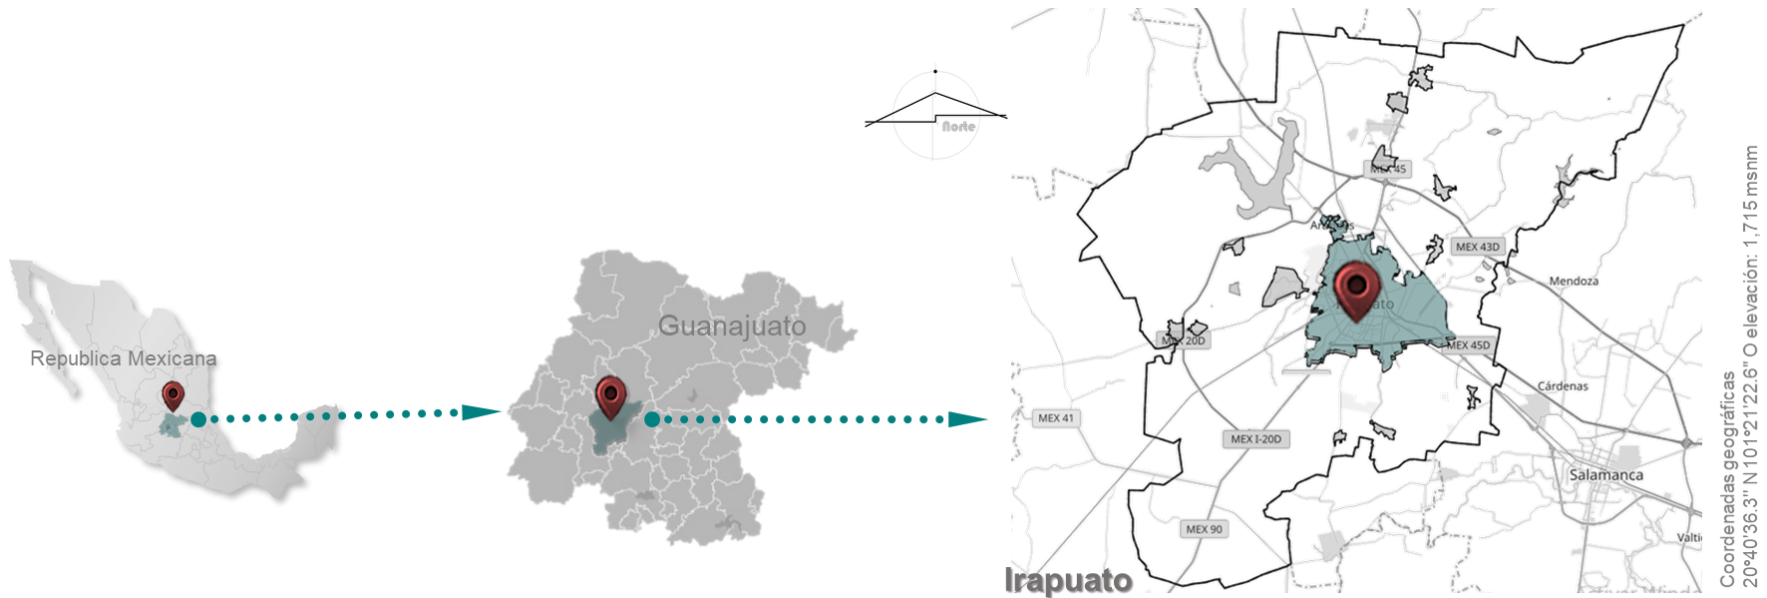 Republica Mexicana
Guanajuato
Norte
MEX 45
MEX 43D
Mendoza
MEX 20D
MEX 45D
Cárdenas
MEX 41
MEX I-20D
Salamanca
MEX 90
Irapuato
Coordenadas geográficas
20°40'36.3" N101°21'22.6" O elevación: 1,715 msnm